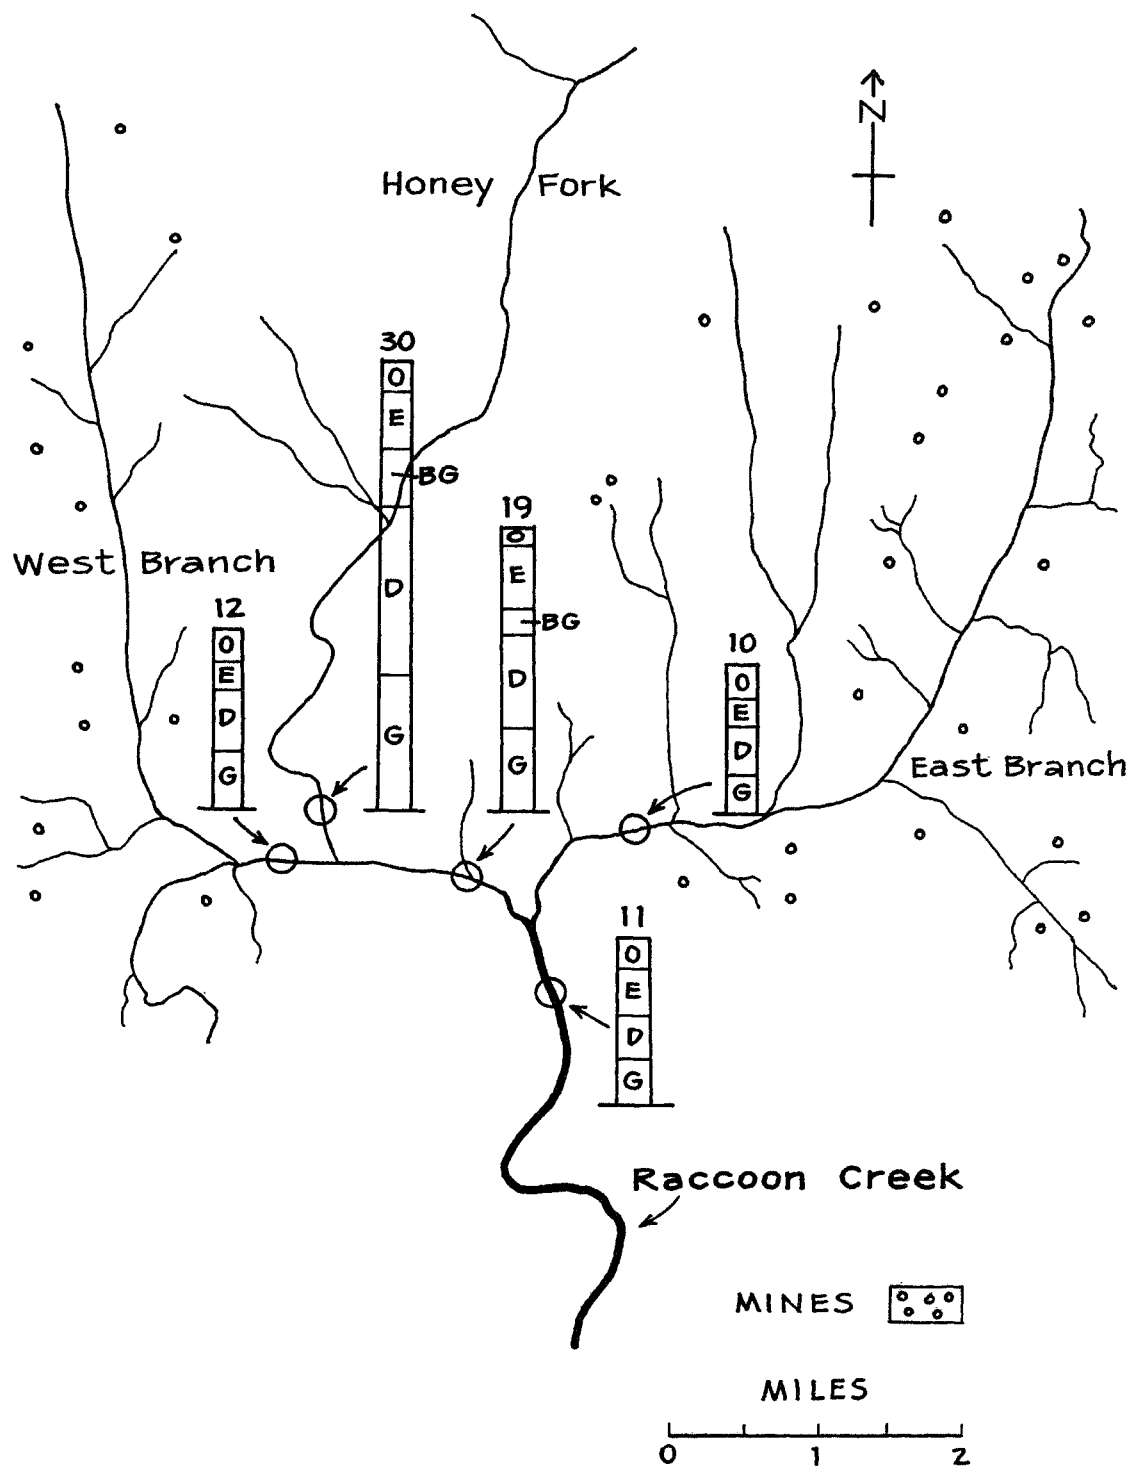 N
Honey Fork
30
O
E
BG
D
G
19
O
E
BG
D
G
West Branch
12
O
E
D
G
10
O
E
D
G
East Branch
11
O
E
D
G
Raccoon Creek
MINES
MILES
0 1 2